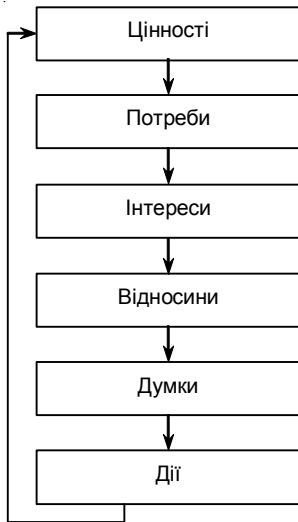 Цінності
Потреби
Інтереси
Відносини
Думки
Дії